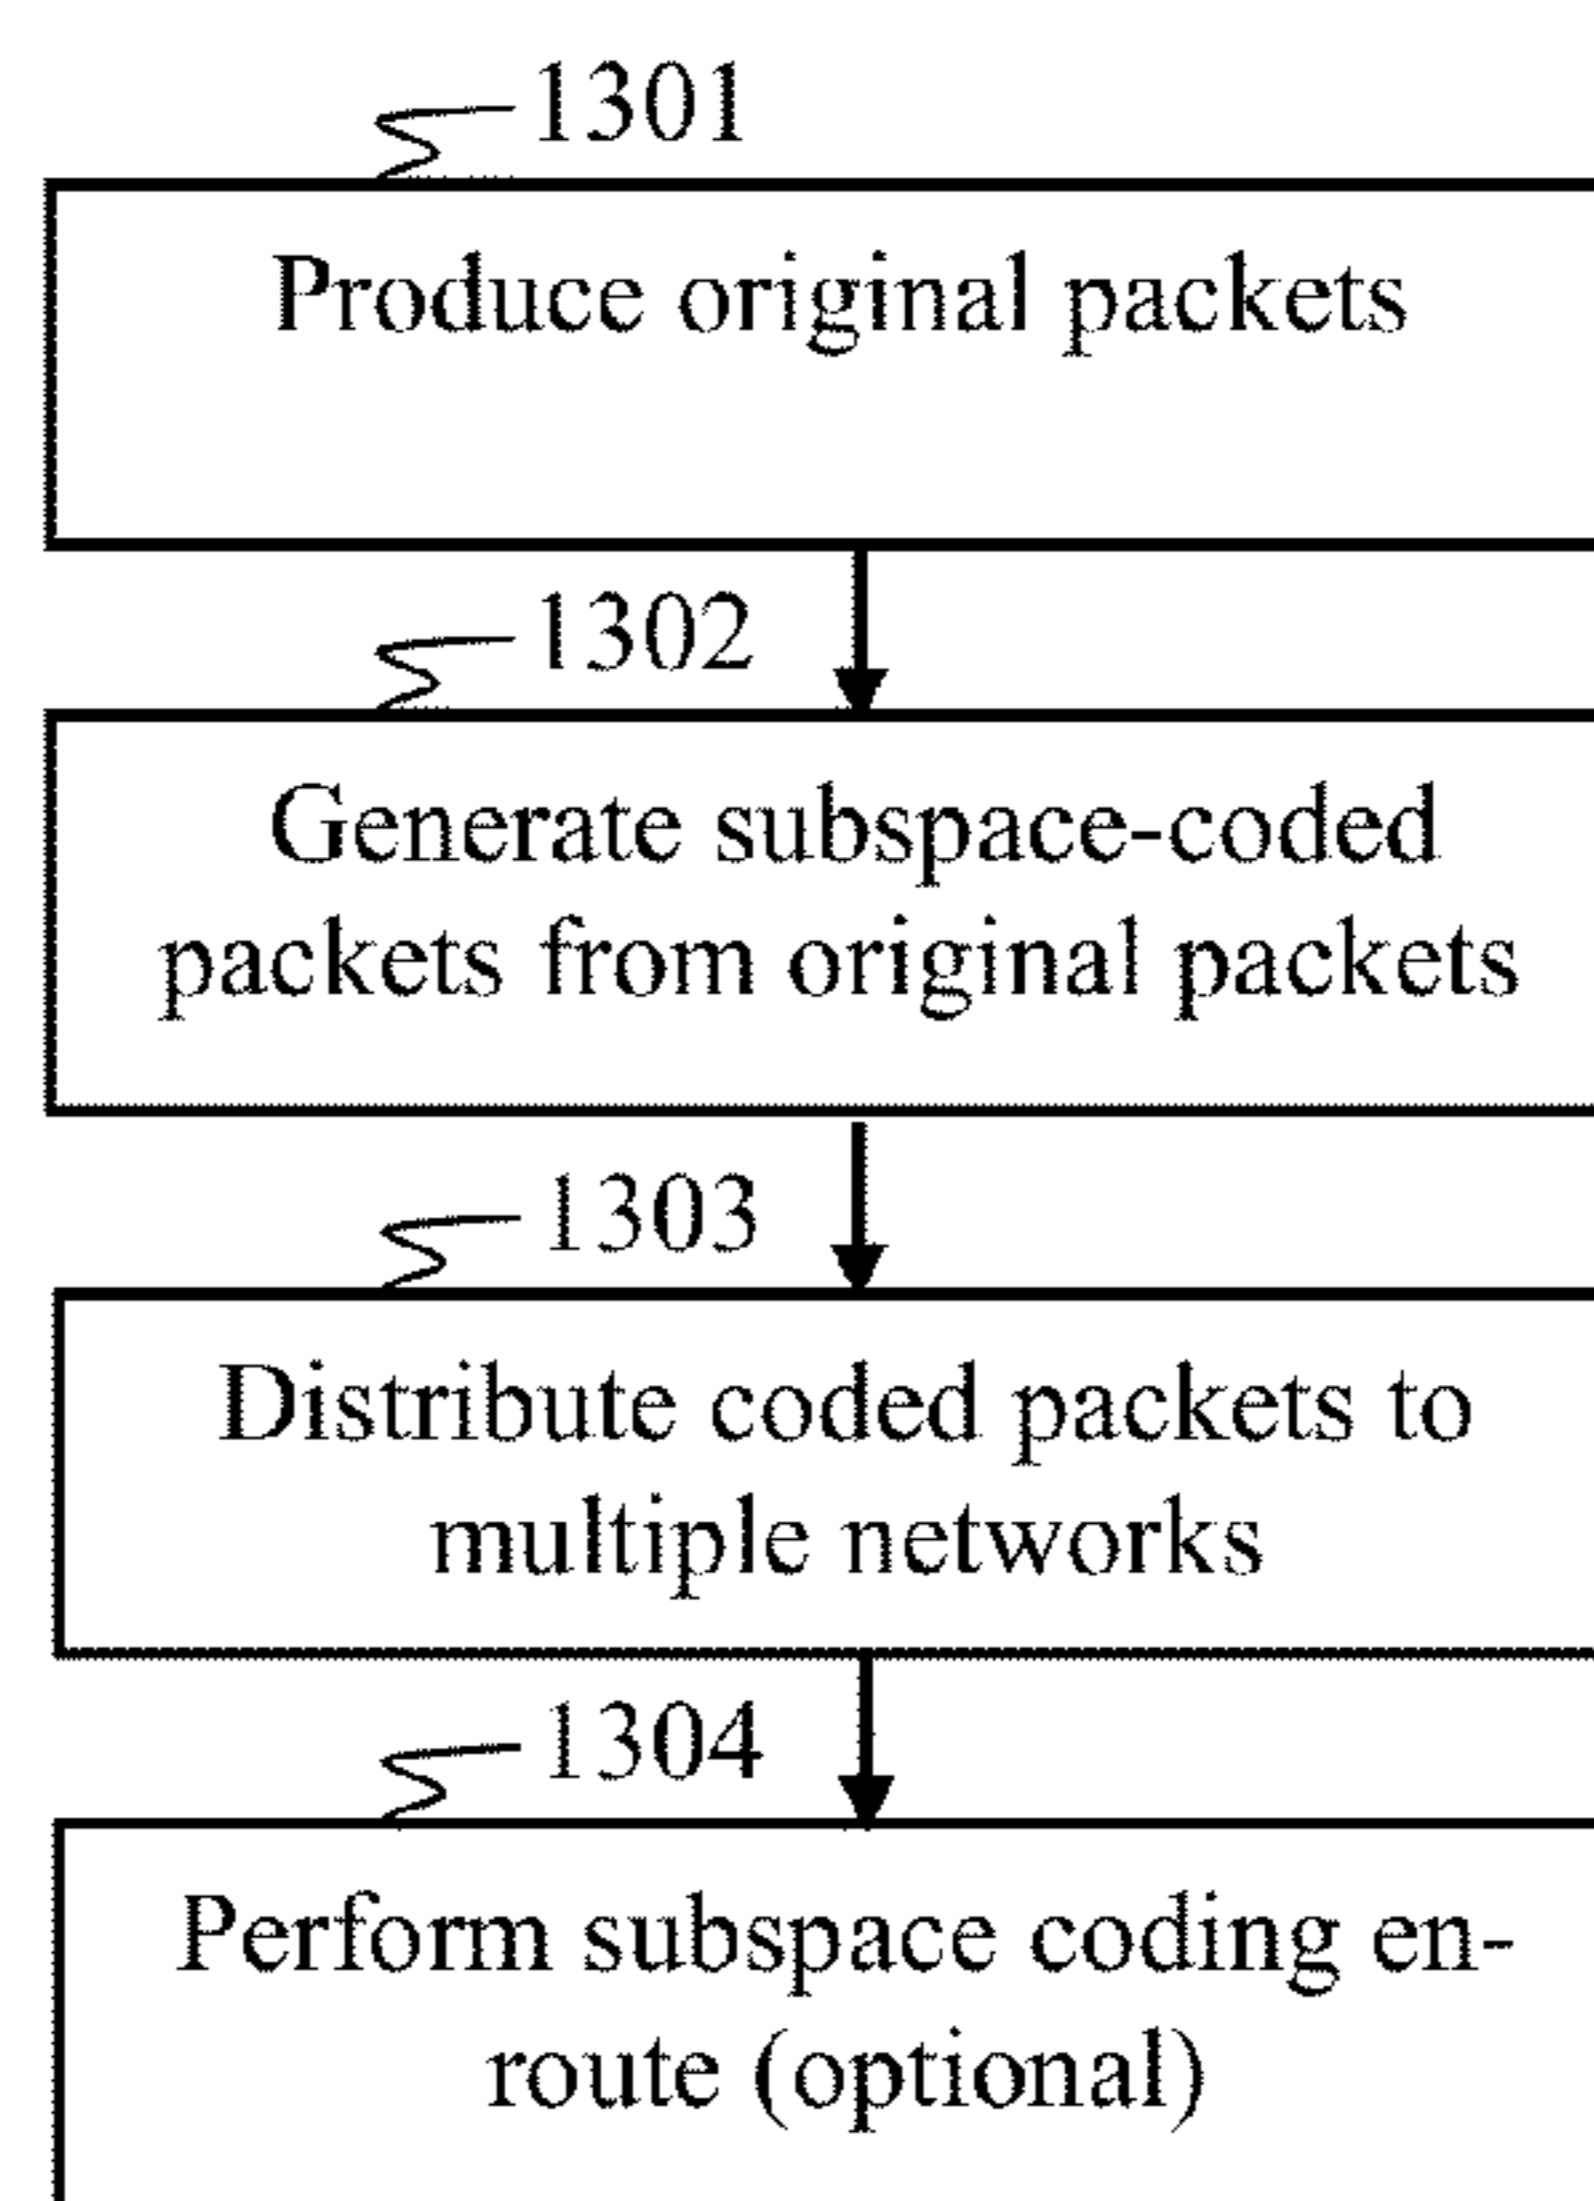 1301
Produce original packets
1302
Generate subspace-coded
packets from original packets
1303
Distribute coded packets to
multiple networks
1304
Perform subspace coding en-
route (optional)